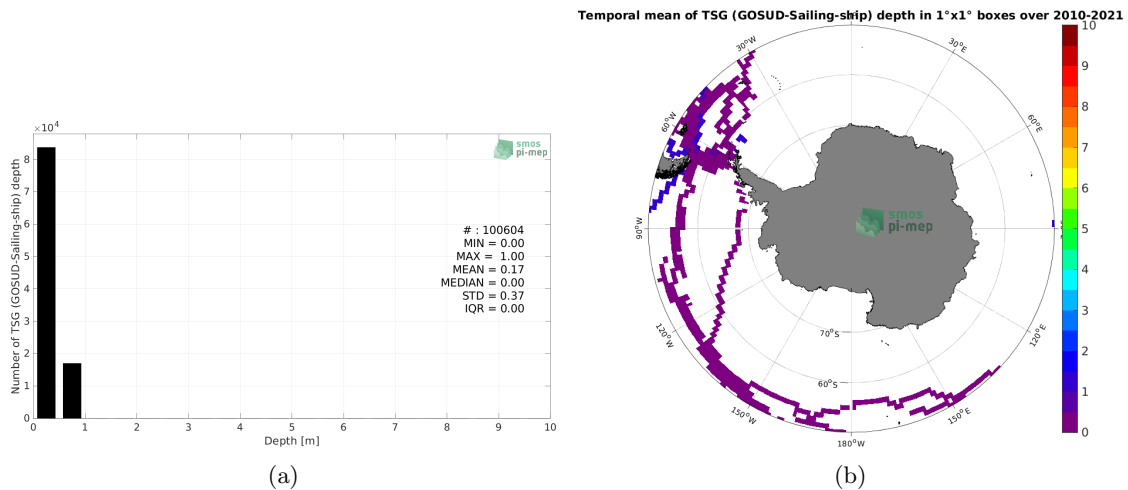 Temporal mean of TSG (GOSUD-Sailing-ship) depth in 1°x1° boxes over 2010-2021
×10⁴
Number of TSG (GOSUD-Sailing-ship) depth
8
7
6
5
4
3
2
1
0
smos
pi-mep
# : 100604
MIN = 0.00
MAX = 1.00
MEAN = 0.17
MEDIAN = 0.00
STD = 0.37
IQR = 0.00
0 1 2 3 4 5 6 7 8 9 10
Depth [m]
(a)
30°W
30°E
60°W
60°E
90°W
smos
pi-mep
120°W
120°E
70°S
60°S
150°W
150°E
180°W
10
9
8
7
6
5
4
3
2
1
0
(b)